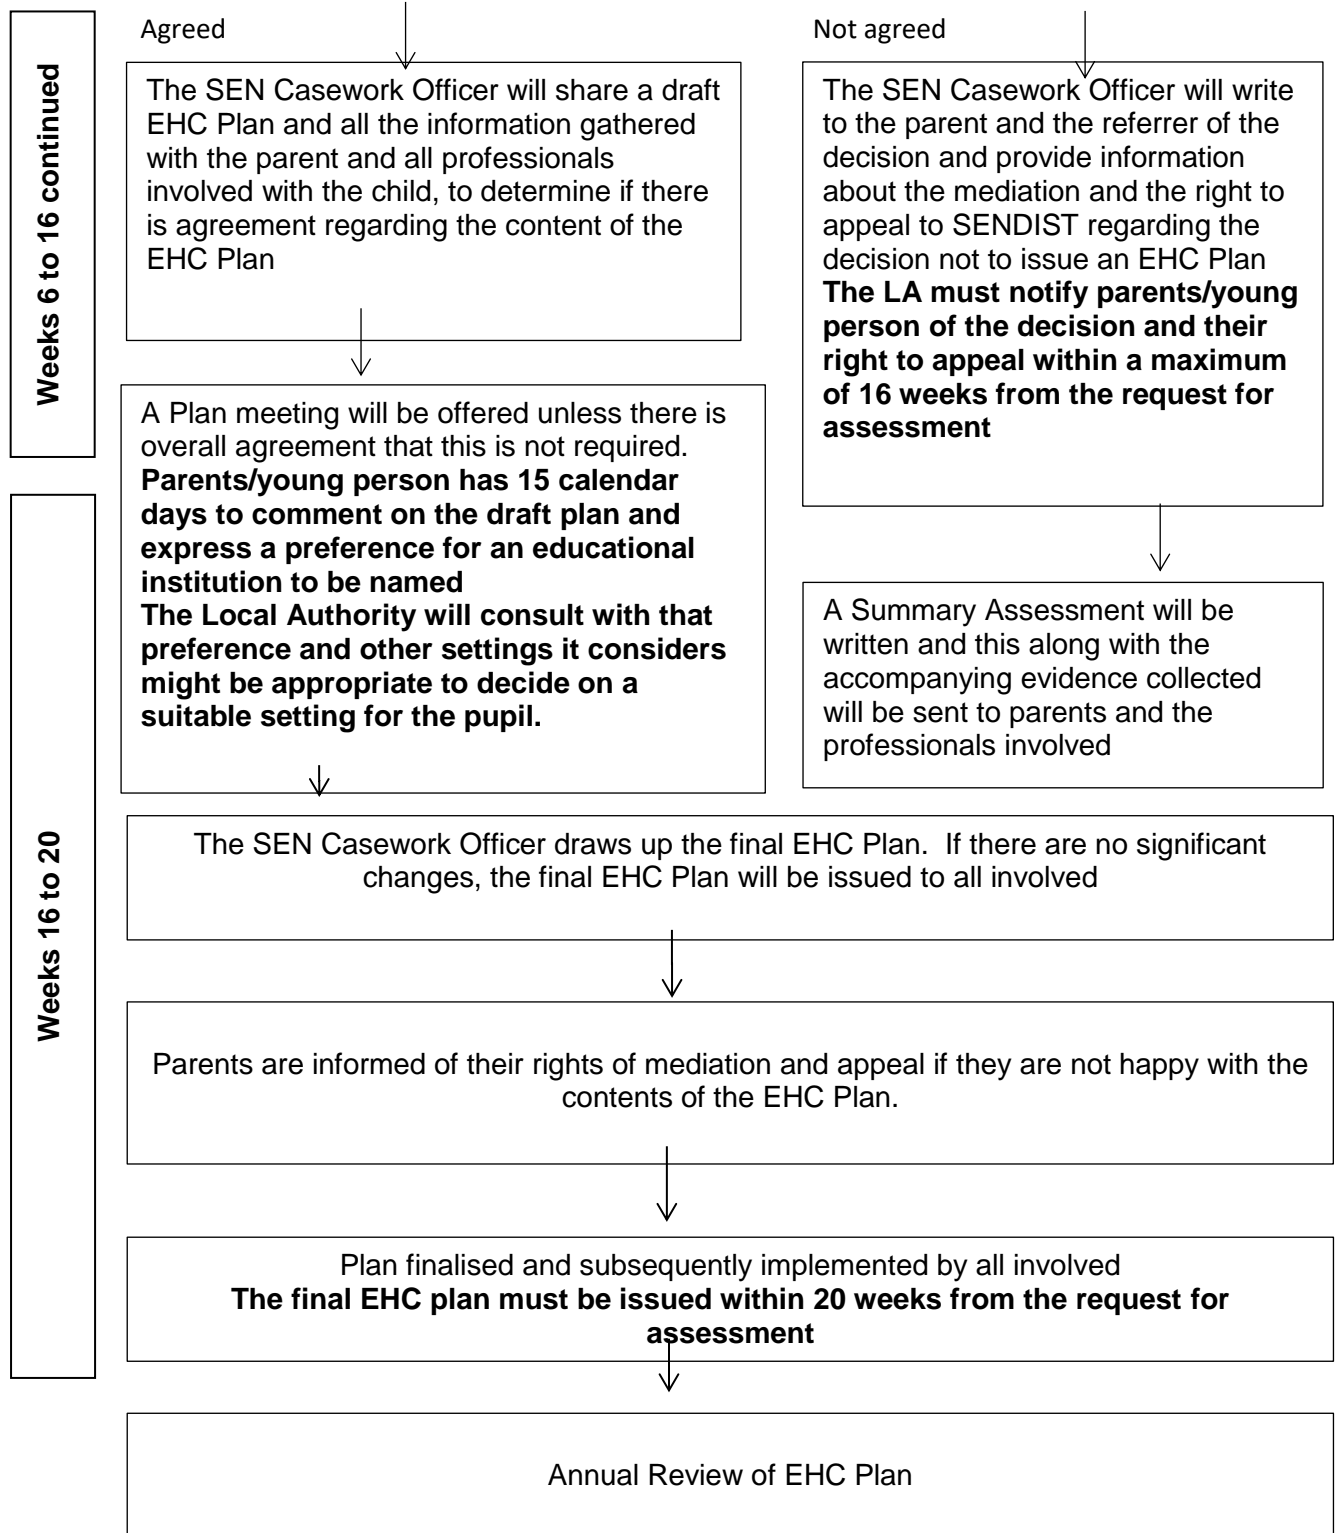 Weeks 6 to 16 continued
Agreed
The SEN Casework Officer will share a draft
EHC Plan and all the information gathered
with the parent and all professionals
involved with the child, to determine if there
is agreement regarding the content of the
EHC Plan
Not agreed
The SEN Casework Officer will write
to the parent and the referrer of the
decision and provide information
about the mediation and the right to
appeal to SENDIST regarding the
decision not to issue an EHC Plan
The LA must notify parents/young
person of the decision and their
right to appeal within a maximum
of 16 weeks from the request for
assessment
A Plan meeting will be offered unless there is
overall agreement that this is not required.
Parents/young person has 15 calendar
days to comment on the draft plan and
express a preference for an educational
institution to be named
The Local Authority will consult with that
preference and other settings it considers
might be appropriate to decide on a
suitable setting for the pupil.
A Summary Assessment will be
written and this along with the
accompanying evidence collected
will be sent to parents and the
professionals involved
Weeks 16 to 20
The SEN Casework Officer draws up the final EHC Plan.  If there are no significant
changes, the final EHC Plan will be issued to all involved
Parents are informed of their rights of mediation and appeal if they are not happy with the
contents of the EHC Plan.
Plan finalised and subsequently implemented by all involved
The final EHC plan must be issued within 20 weeks from the request for
assessment
Annual Review of EHC Plan